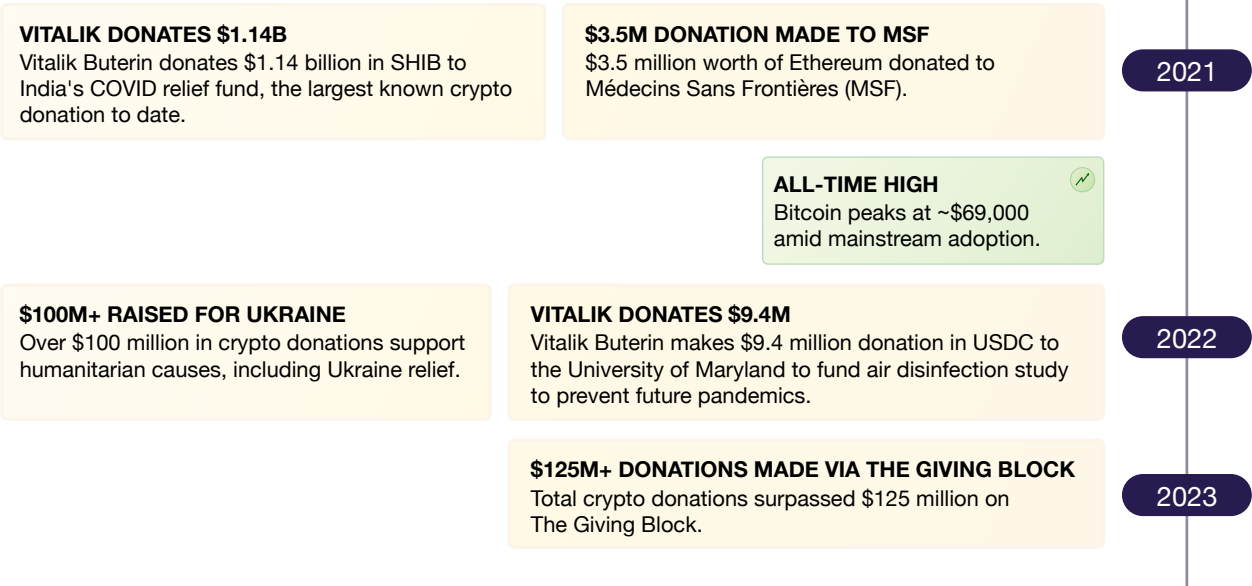 VITALIK DONATES $1.14B
Vitalik Buterin donates $1.14 billion in SHIB to
India's COVID relief fund, the largest known crypto
donation to date.
$3.5M DONATION MADE TO MSF
$3.5 million worth of Ethereum donated to
Médecins Sans Frontières (MSF).
2021
ALL-TIME HIGH
Bitcoin peaks at ~$69,000
amid mainstream adoption.
$100M+ RAISED FOR UKRAINE
Over $100 million in crypto donations support
humanitarian causes, including Ukraine relief.
VITALIK DONATES $9.4M
Vitalik Buterin makes $9.4 million donation in USDC to
the University of Maryland to fund air disinfection study
to prevent future pandemics.
2022
$125M+ DONATIONS MADE VIA THE GIVING BLOCK
Total crypto donations surpassed $125 million on
The Giving Block.
2023